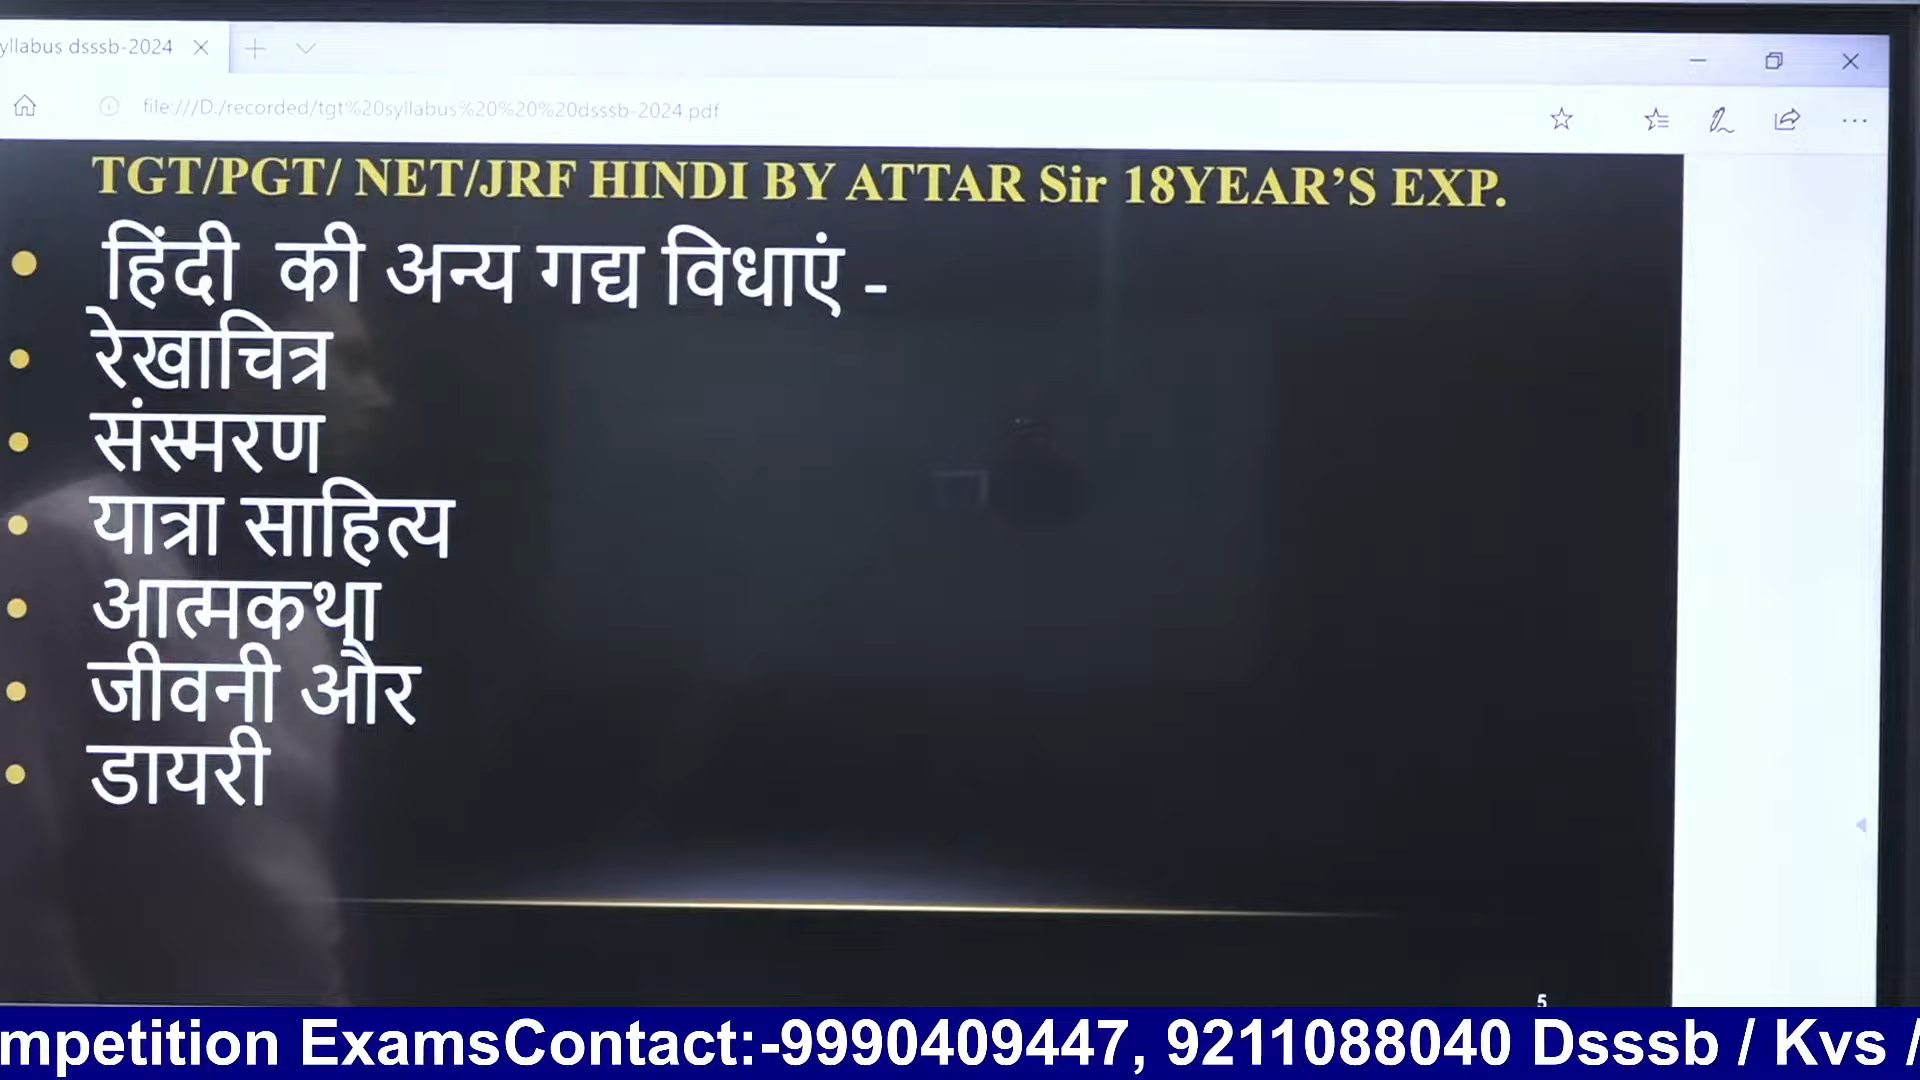 yllabus dsssb-2024
file:///D:/recorded/tgt%20syllabus%20%20%20dsssb-2024.pdf
TGT/PGT/ NET/JRF HINDI BY ATTAR Sir 18YEAR’S EXP.
हिंदी की अन्य गद्य विधाएं -
रेखाचित्र
संस्मरण
यात्रा साहित्य
आत्मकथा
जीवनी और
डायरी
5
mpetition ExamsContact:-9990409447, 9211088040 Dsssb / Kvs /